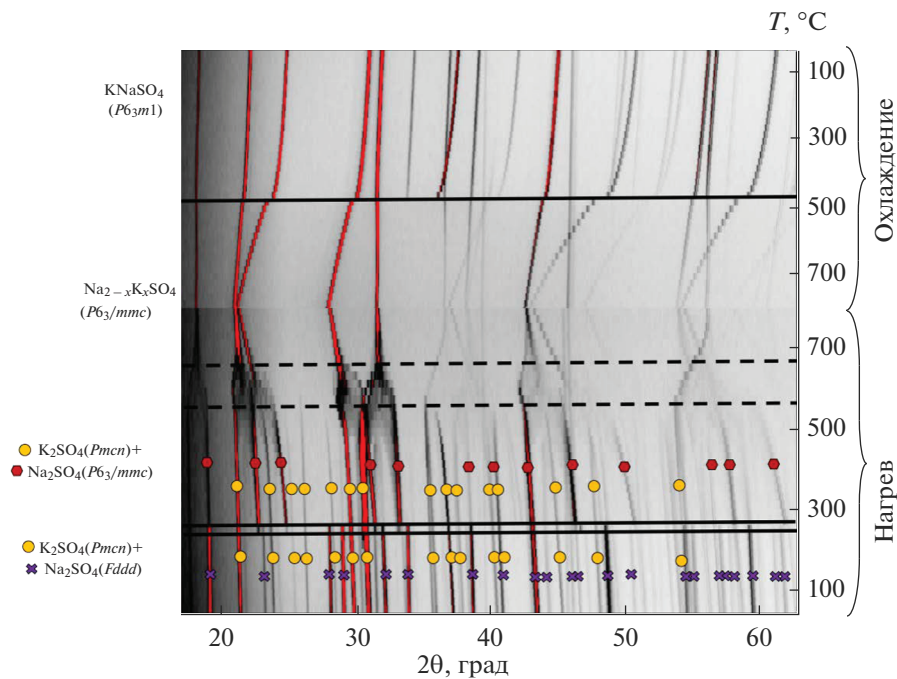 T, °C
KNaSO₄
(P6₃m1)
100
300
500
700
Охлаждение
Na₂₋ₓKₓSO₄
(P6₃/mmc)
700
500
300
100
Нагрев
K₂SO₄(Pmcn)+
Na₂SO₄(P6₃/mmc)
K₂SO₄(Pmcn)+
Na₂SO₄(Fddd)
20 30 40 50 60
2θ, град